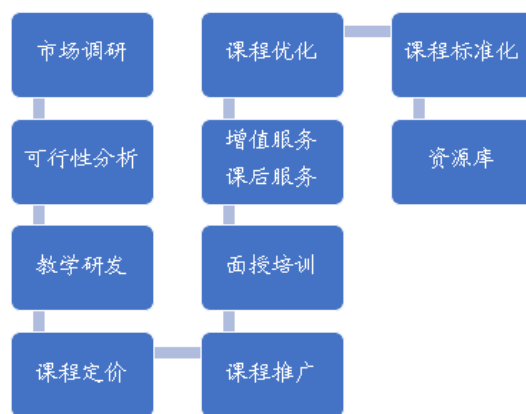 市场调研
可行性分析
教学研发
课程定价
课程推广
面授培训
增值服务
课后服务
课程优化
课程标准化
资源库